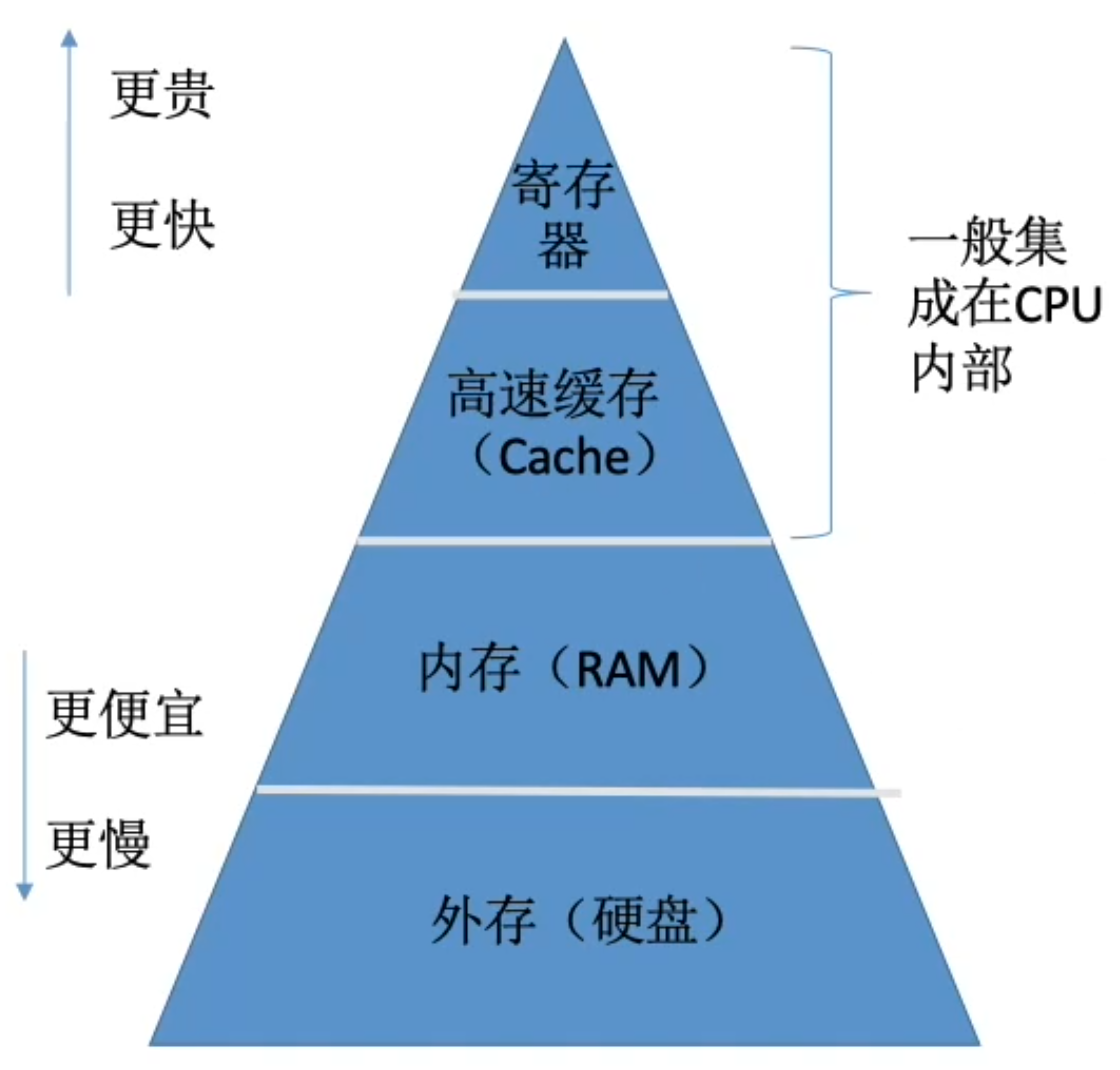 更贵
更快
寄存
器
一般集
成在CPU
内部
高速缓存
（Cache）
内存（RAM）
更便宜
更慢
外存（硬盘）